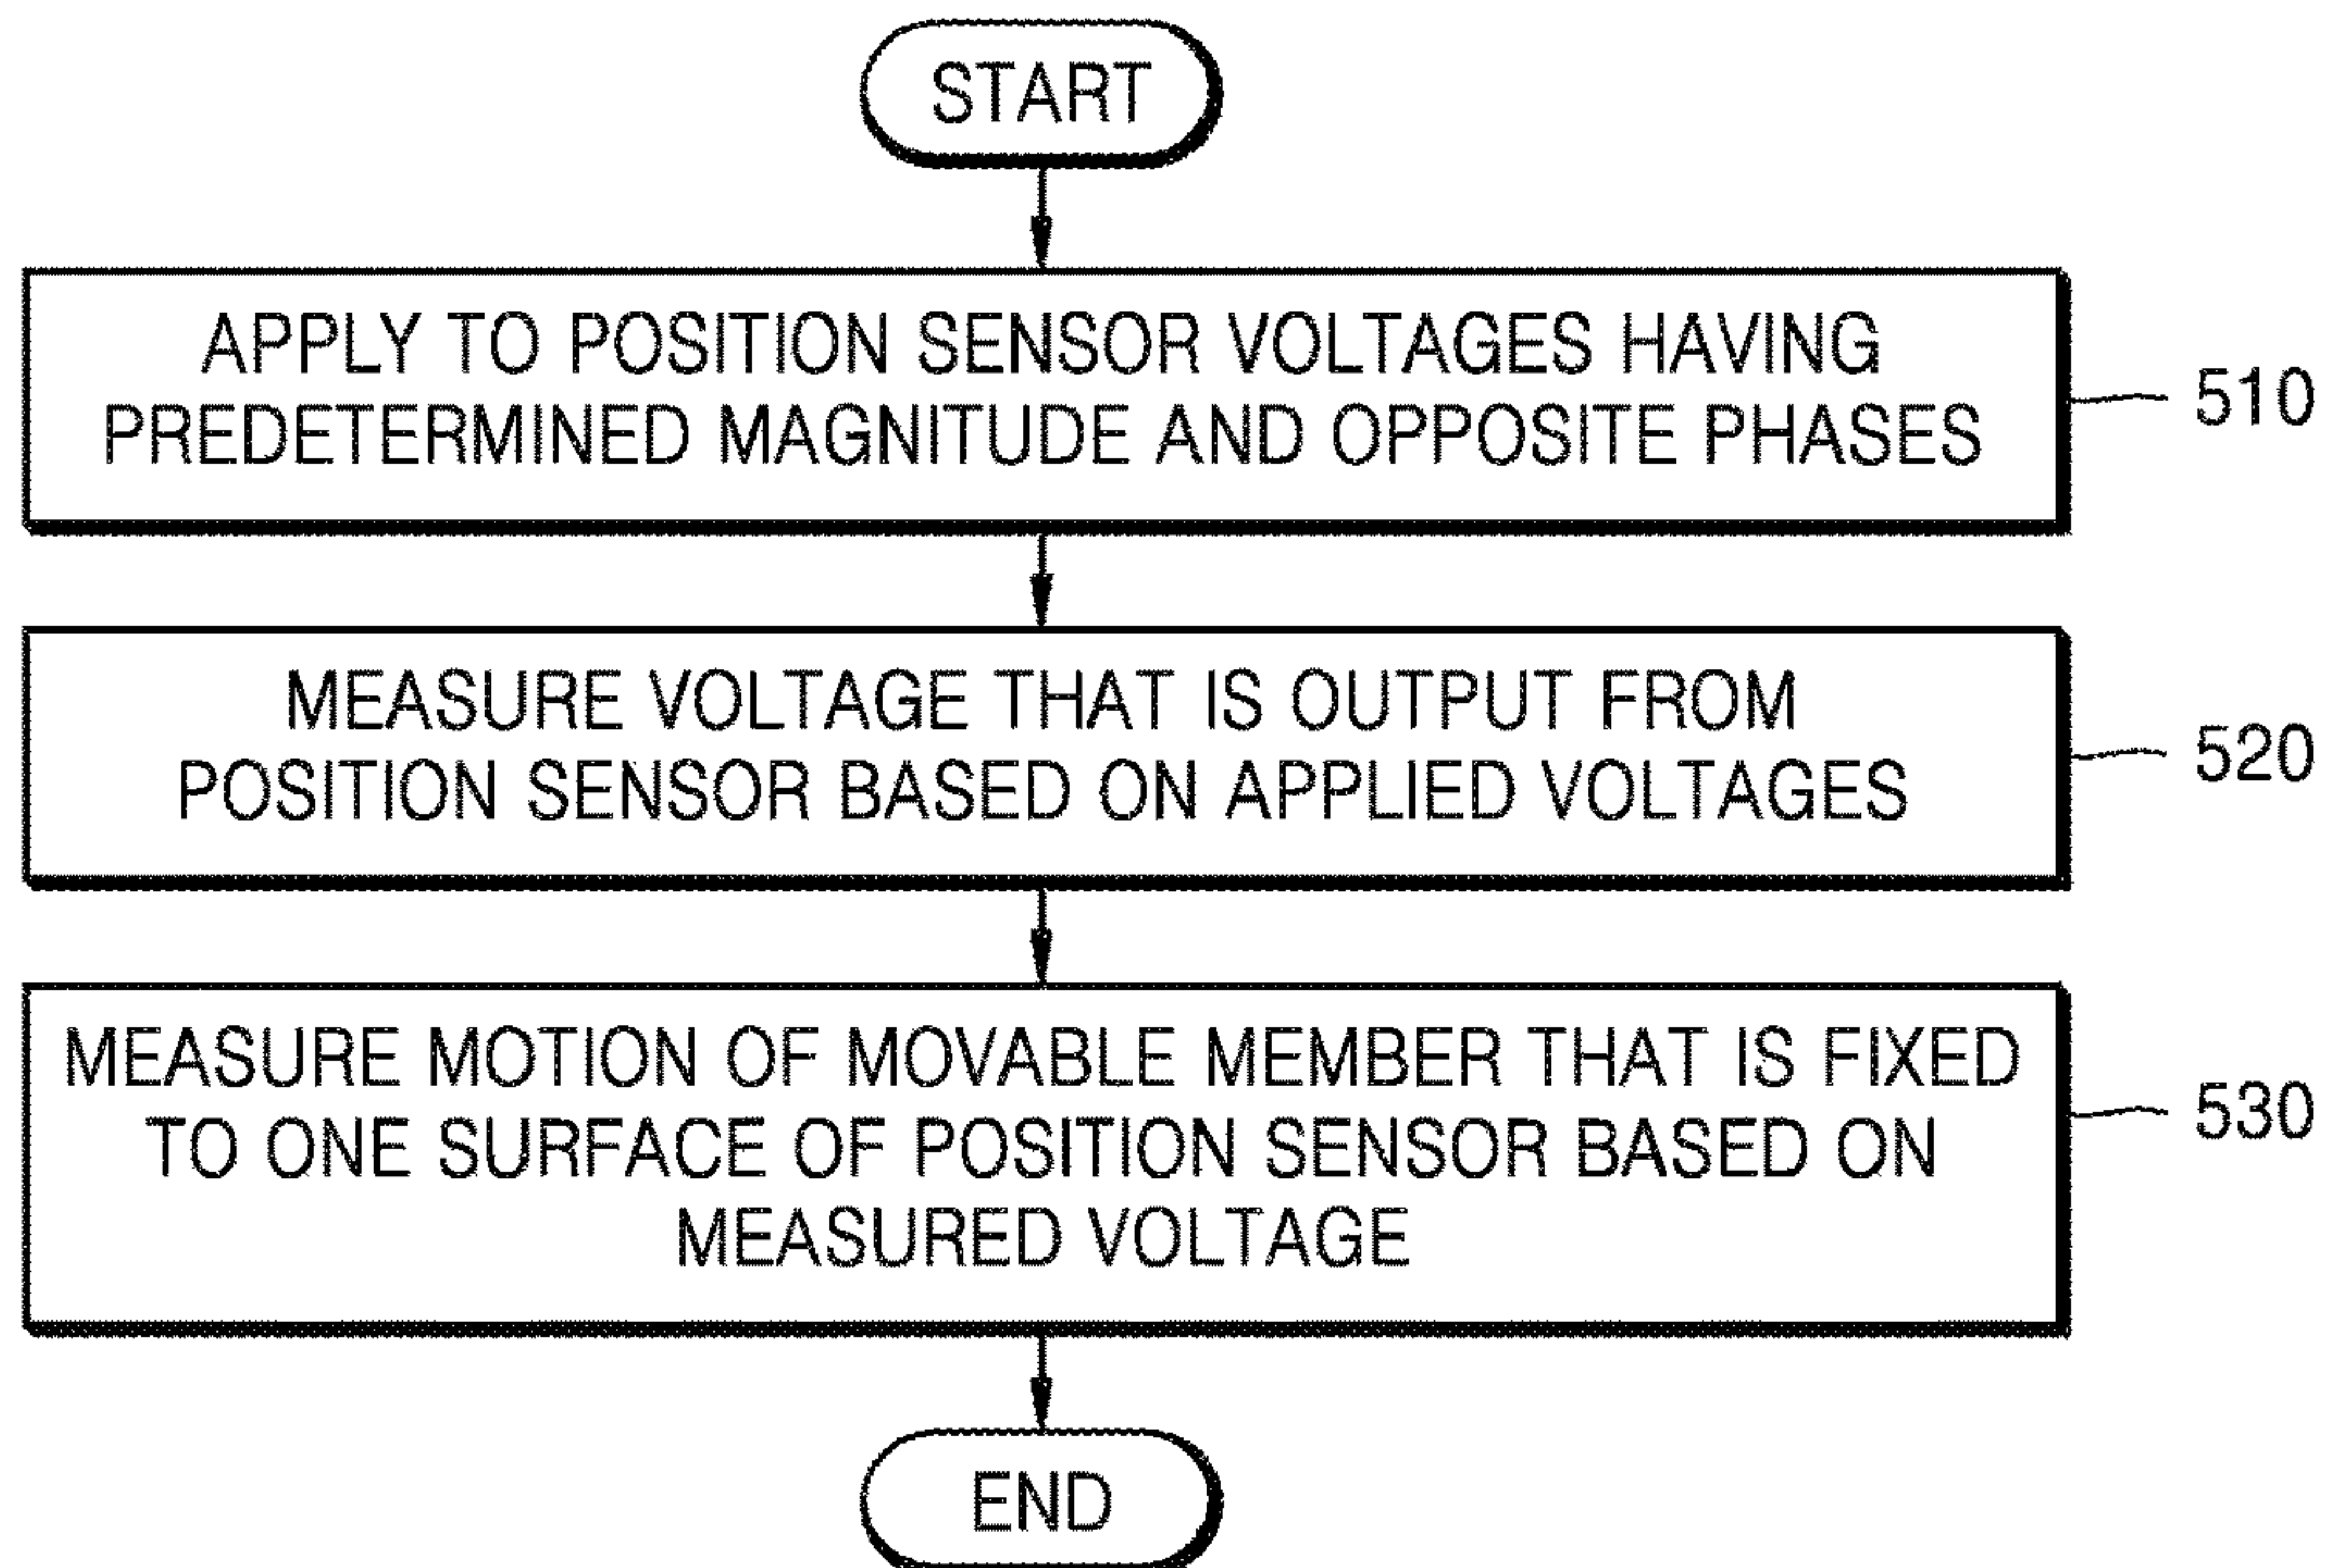 START
APPLY TO POSITION SENSOR VOLTAGES HAVING
PREDETERMINED MAGNITUDE AND OPPOSITE PHASES
510
MEASURE VOLTAGE THAT IS OUTPUT FROM
POSITION SENSOR BASED ON APPLIED VOLTAGES
520
MEASURE MOTION OF MOVABLE MEMBER THAT IS FIXED
TO ONE SURFACE OF POSITION SENSOR BASED ON
MEASURED VOLTAGE
530
END